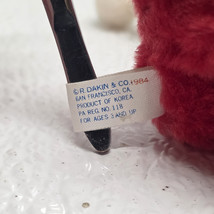 © R. DAKIN & CO. 1984
SAN FRANCISCO, CA.
PRODUCT OF KOREA
PA REG. NO. 118
FOR AGES 3 AND UP